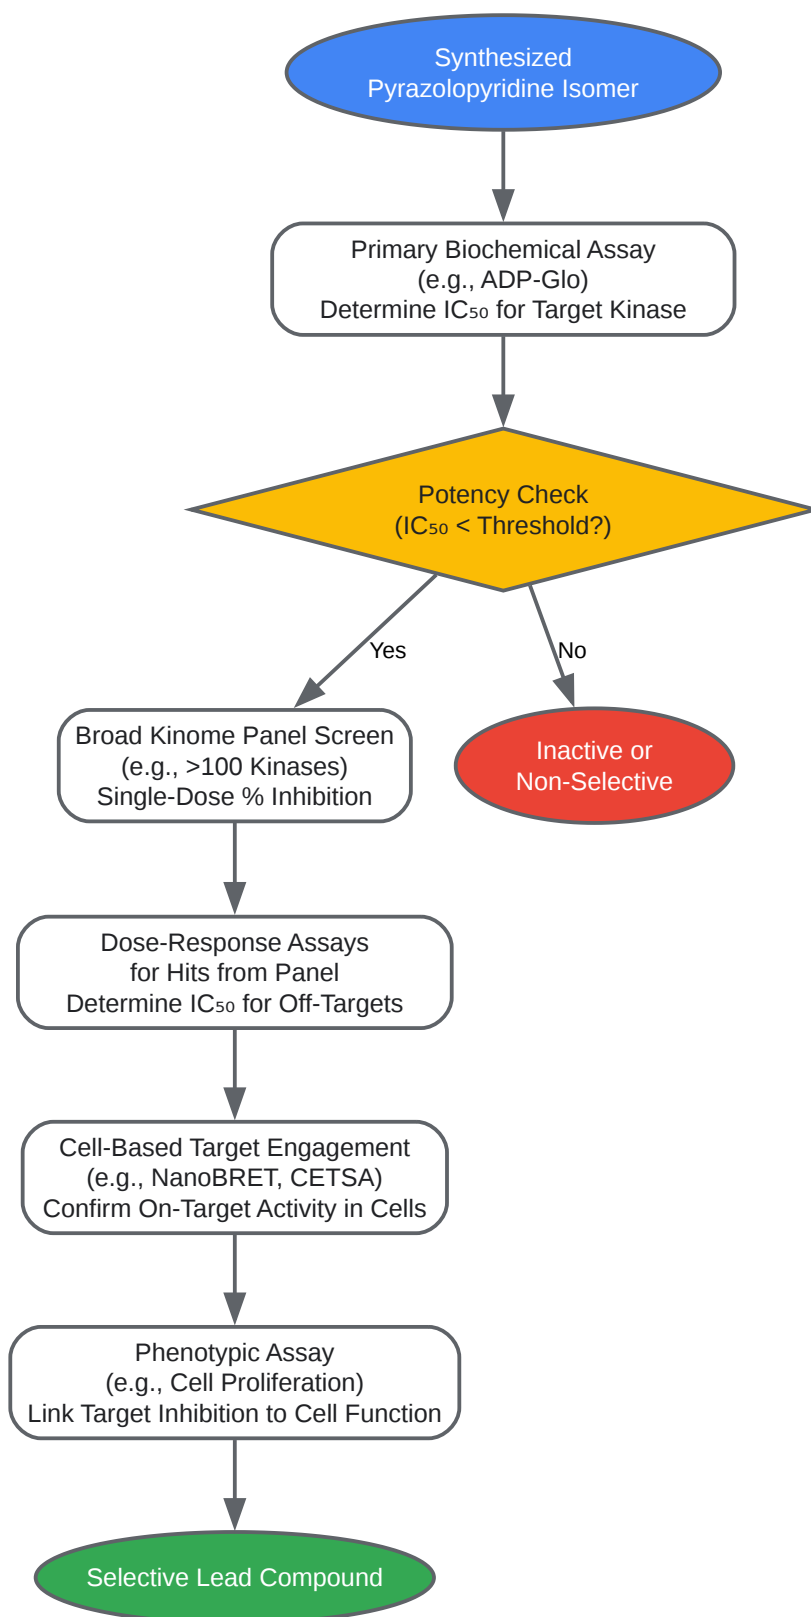 Synthesized
Pyrazolopyridine Isomer
Primary Biochemical Assay
(e.g., ADP-Glo)
Determine IC₅₀ for Target Kinase
Potency Check
(IC₅₀ < Threshold?)
Yes
No
Broad Kinome Panel Screen
(e.g., >100 Kinases)
Single-Dose % Inhibition
Inactive or
Non-Selective
Dose-Response Assays
for Hits from Panel
Determine IC₅₀ for Off-Targets
Cell-Based Target Engagement
(e.g., NanoBRET, CETSA)
Confirm On-Target Activity in Cells
Phenotypic Assay
(e.g., Cell Proliferation)
Link Target Inhibition to Cell Function
Selective Lead Compound